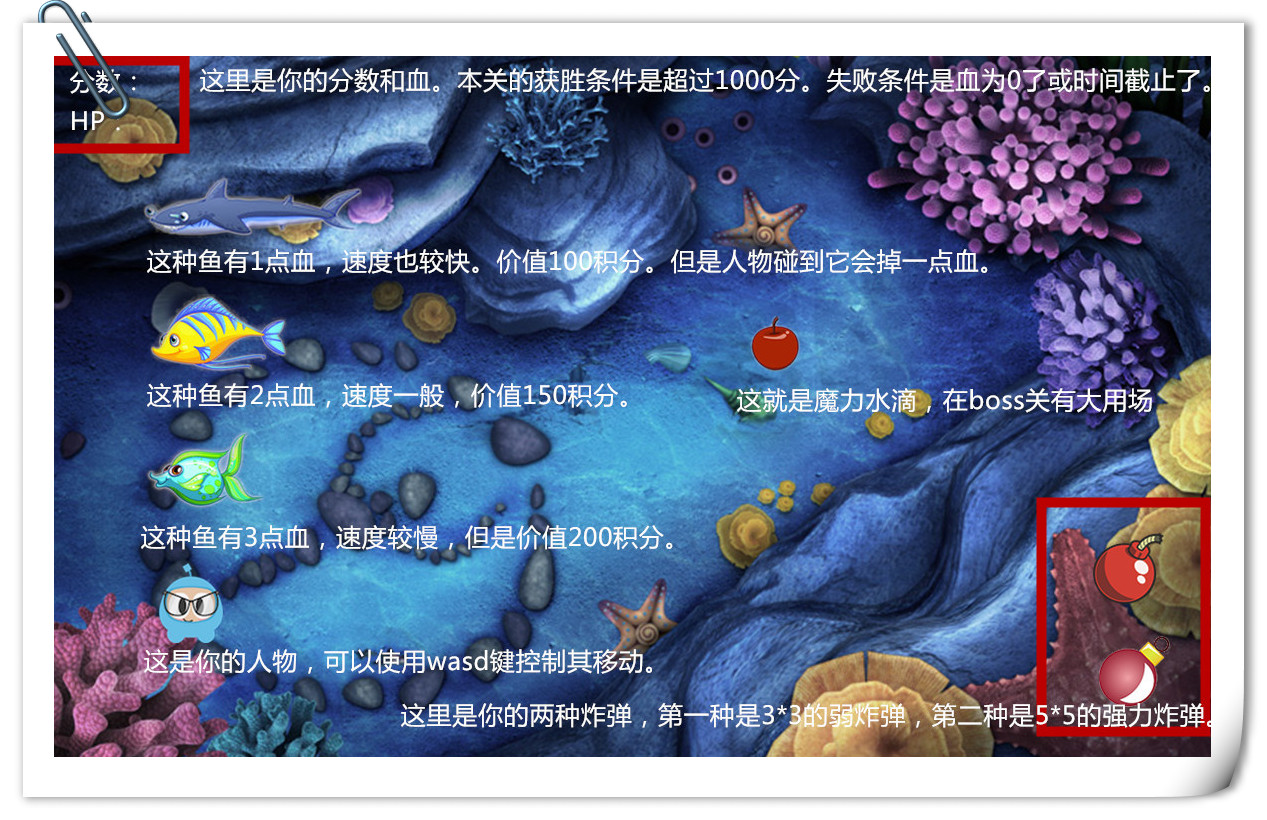 分数：
这里是你的分数和血。本关的获胜条件是超过1000分。失败条件是血为0了或时间截止了。
HP：
这种鱼有1点血，速度也较快。价值100积分。但是人物碰到它会掉一点血。
这种鱼有2点血，速度一般，价值150积分。
这就是魔力水滴，在boss关有大用场
这种鱼有3点血，速度较慢，但是价值200积分。
这是你的人物，可以使用wasd键控制其移动。
这里是你的两种炸弹，第一种是3*3的弱炸弹，第二种是5*5的强力炸弹。